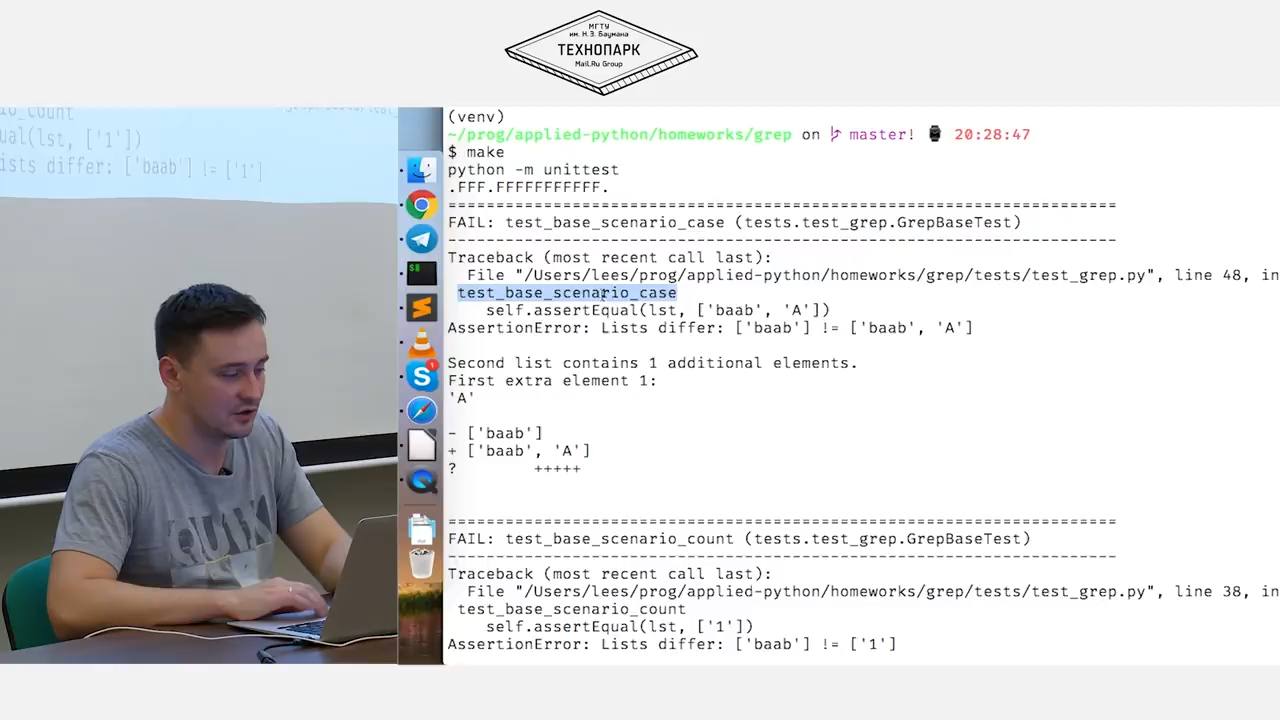 МГТУ
им. Н.Э. Баумана
ТЕХНОПАРК
Mail.Ru Group
ual(lst, ['1'])
ists differ: ['baab'] != ['1']
(venv)
~/prog/applied-python/homeworks/grep on master! 20:28:47
$ make
python -m unittest
.FFF.FFFFFFFFFFF.
======================================================================
FAIL: test_base_scenario_case (tests.test_grep.GrepBaseTest)
----------------------------------------------------------------------
Traceback (most recent call last):
File "/Users/lees/prog/applied-python/homeworks/grep/tests/test_grep.py", line 48, in
test_base_scenario_case
self.assertEqual(lst, ['baab', 'A'])
AssertionError: Lists differ: ['baab'] != ['baab', 'A']
Second list contains 1 additional elements.
First extra element 1:
'A'
- ['baab']
+ ['baab', 'A']
? +++++
======================================================================
FAIL: test_base_scenario_count (tests.test_grep.GrepBaseTest)
----------------------------------------------------------------------
Traceback (most recent call last):
File "/Users/lees/prog/applied-python/homeworks/grep/tests/test_grep.py", line 38, in
test_base_scenario_count
self.assertEqual(lst, ['1'])
AssertionError: Lists differ: ['baab'] != ['1']
QUIK